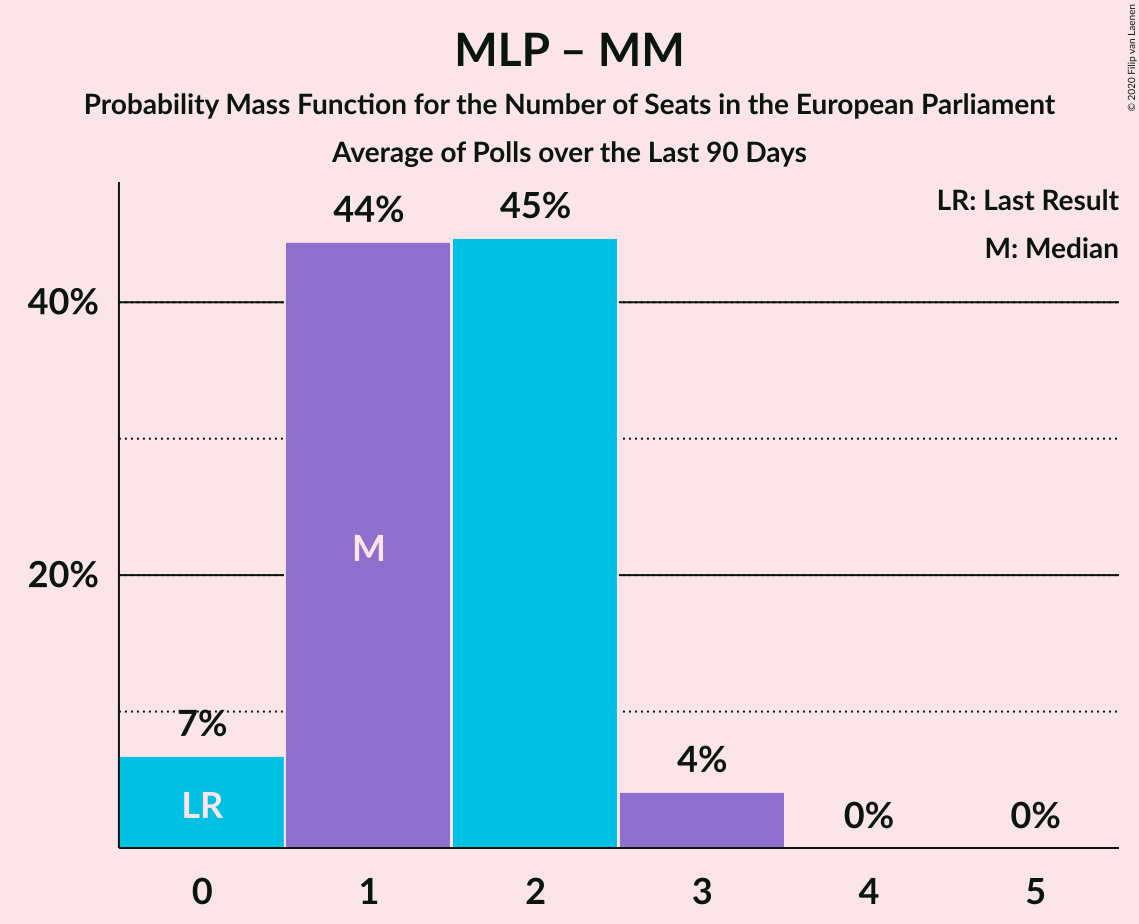 MLP – MM
Probability Mass Function for the Number of Seats in the European Parliament
Average of Polls over the Last 90 Days
© 2020 Filip van Laenen
LR: Last Result
M: Median
44%
45%
40%
M
20%
7%
LR
4%
0%
0%
0
1
2
3
4
5